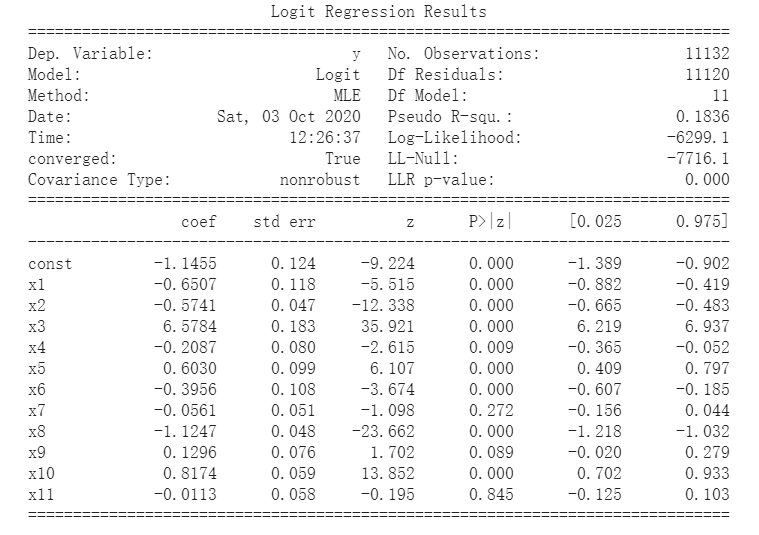 Logit Regression Results
==============================================================================
Dep. Variable: y No. Observations: 11132
Model: Logit Df Residuals: 11120
Method: MLE Df Model: 11
Date: Sat, 03 Oct 2020 Pseudo R-squ.: 0.1836
Time: 12:26:37 Log-Likelihood: -6299.1
converged: True LL-Null: -7716.1
Covariance Type: nonrobust LLR p-value: 0.000
==============================================================================
coef std err z P>|z| [0.025 0.975]
------------------------------------------------------------------------------
const -1.1455 0.124 -9.224 0.000 -1.389 -0.902
x1 -0.6507 0.118 -5.515 0.000 -0.882 -0.419
x2 -0.5741 0.047 -12.338 0.000 -0.665 -0.483
x3 6.5784 0.183 35.921 0.000 6.219 6.937
x4 -0.2087 0.080 -2.615 0.009 -0.365 -0.052
x5 0.6030 0.099 6.107 0.000 0.409 0.797
x6 -0.3956 0.108 -3.674 0.000 -0.607 -0.185
x7 -0.0561 0.051 -1.098 0.272 -0.156 0.044
x8 -1.1247 0.048 -23.662 0.000 -1.218 -1.032
x9 0.1296 0.076 1.702 0.089 -0.020 0.279
x10 0.8174 0.059 13.852 0.000 0.702 0.933
x11 -0.0113 0.058 -0.195 0.845 -0.125 0.103
==============================================================================